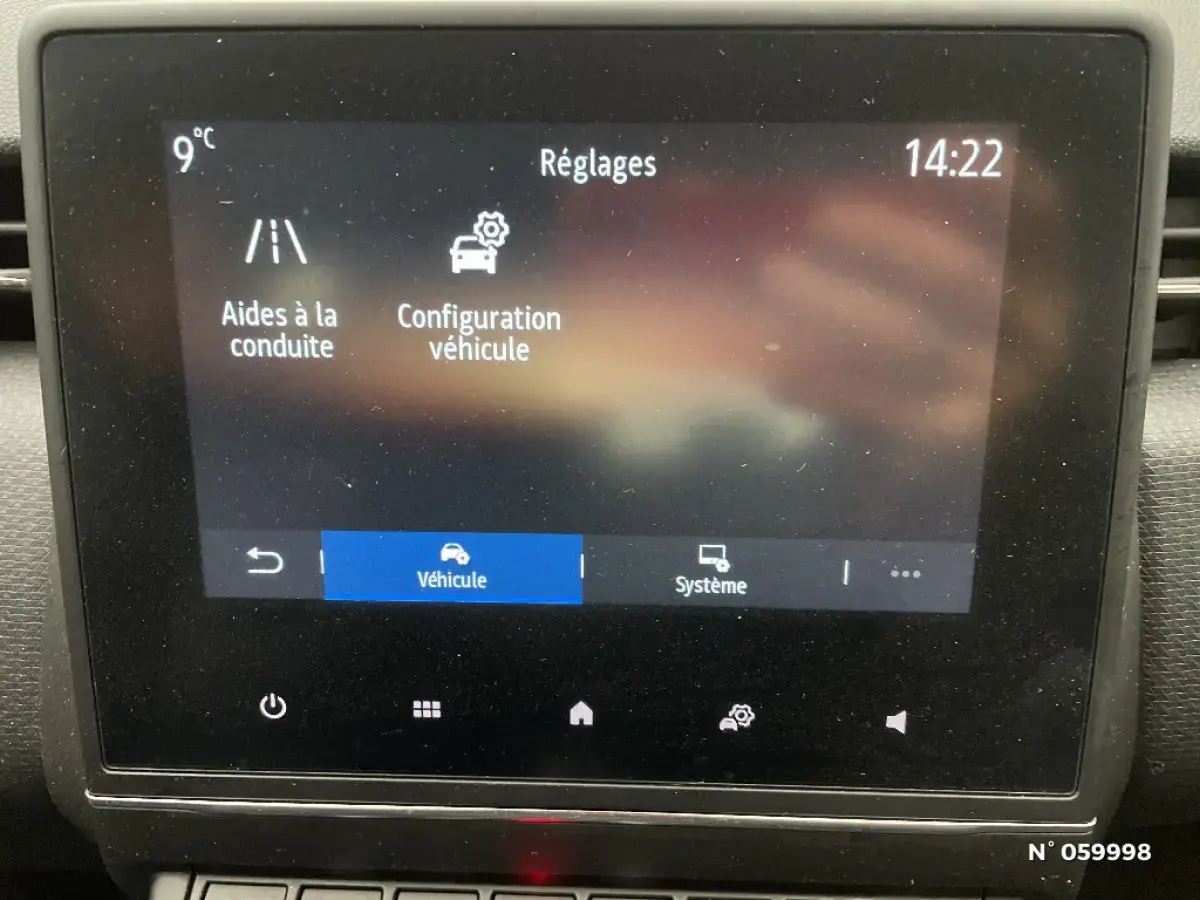 9°C
Réglages
14:22
Aides à la
conduite
Configuration
véhicule
Véhicule
Système
N° 059998